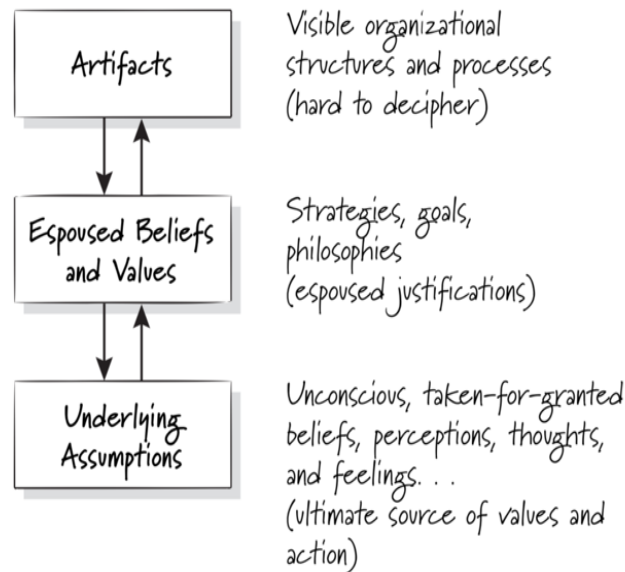 Artifacts
Visible organizational
structures and processes
(hard to decipher)
Espoused Beliefs
and Values
Strategies, goals,
philosophies
(espoused justifications)
Underlying
Assumptions
Unconscious, taken-for-granted
beliefs, perceptions, thoughts,
and feelings. . .
(ultimate source of values and
action)